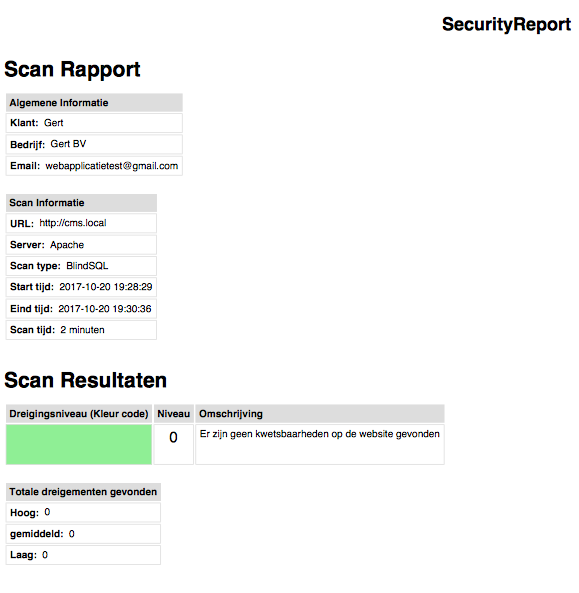 SecurityReport
Scan Rapport
Algemene Informatie
Klant: Gert
Bedrijf: Gert BV
Email: webapplicatietest@gmail.com
Scan Informatie
URL: http://cms.local
Server: Apache
Scan type: BlindSQL
Start tijd: 2017-10-20 19:28:29
Eind tijd: 2017-10-20 19:30:36
Scan tijd: 2 minuten
Scan Resultaten
Dreigingsniveau (Kleur code) Niveau Omschrijving
0 Er zijn geen kwetsbaarheden op de website gevonden
Totale dreigementen gevonden
Hoog: 0
gemiddeld: 0
Laag: 0